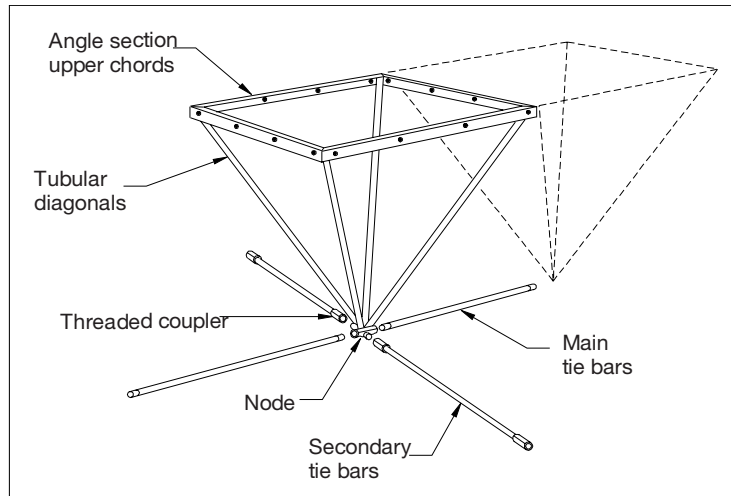 Angle section
upper chords
Tubular
diagonals
Threaded coupler
Node
Main
tie bars
Secondary
tie bars